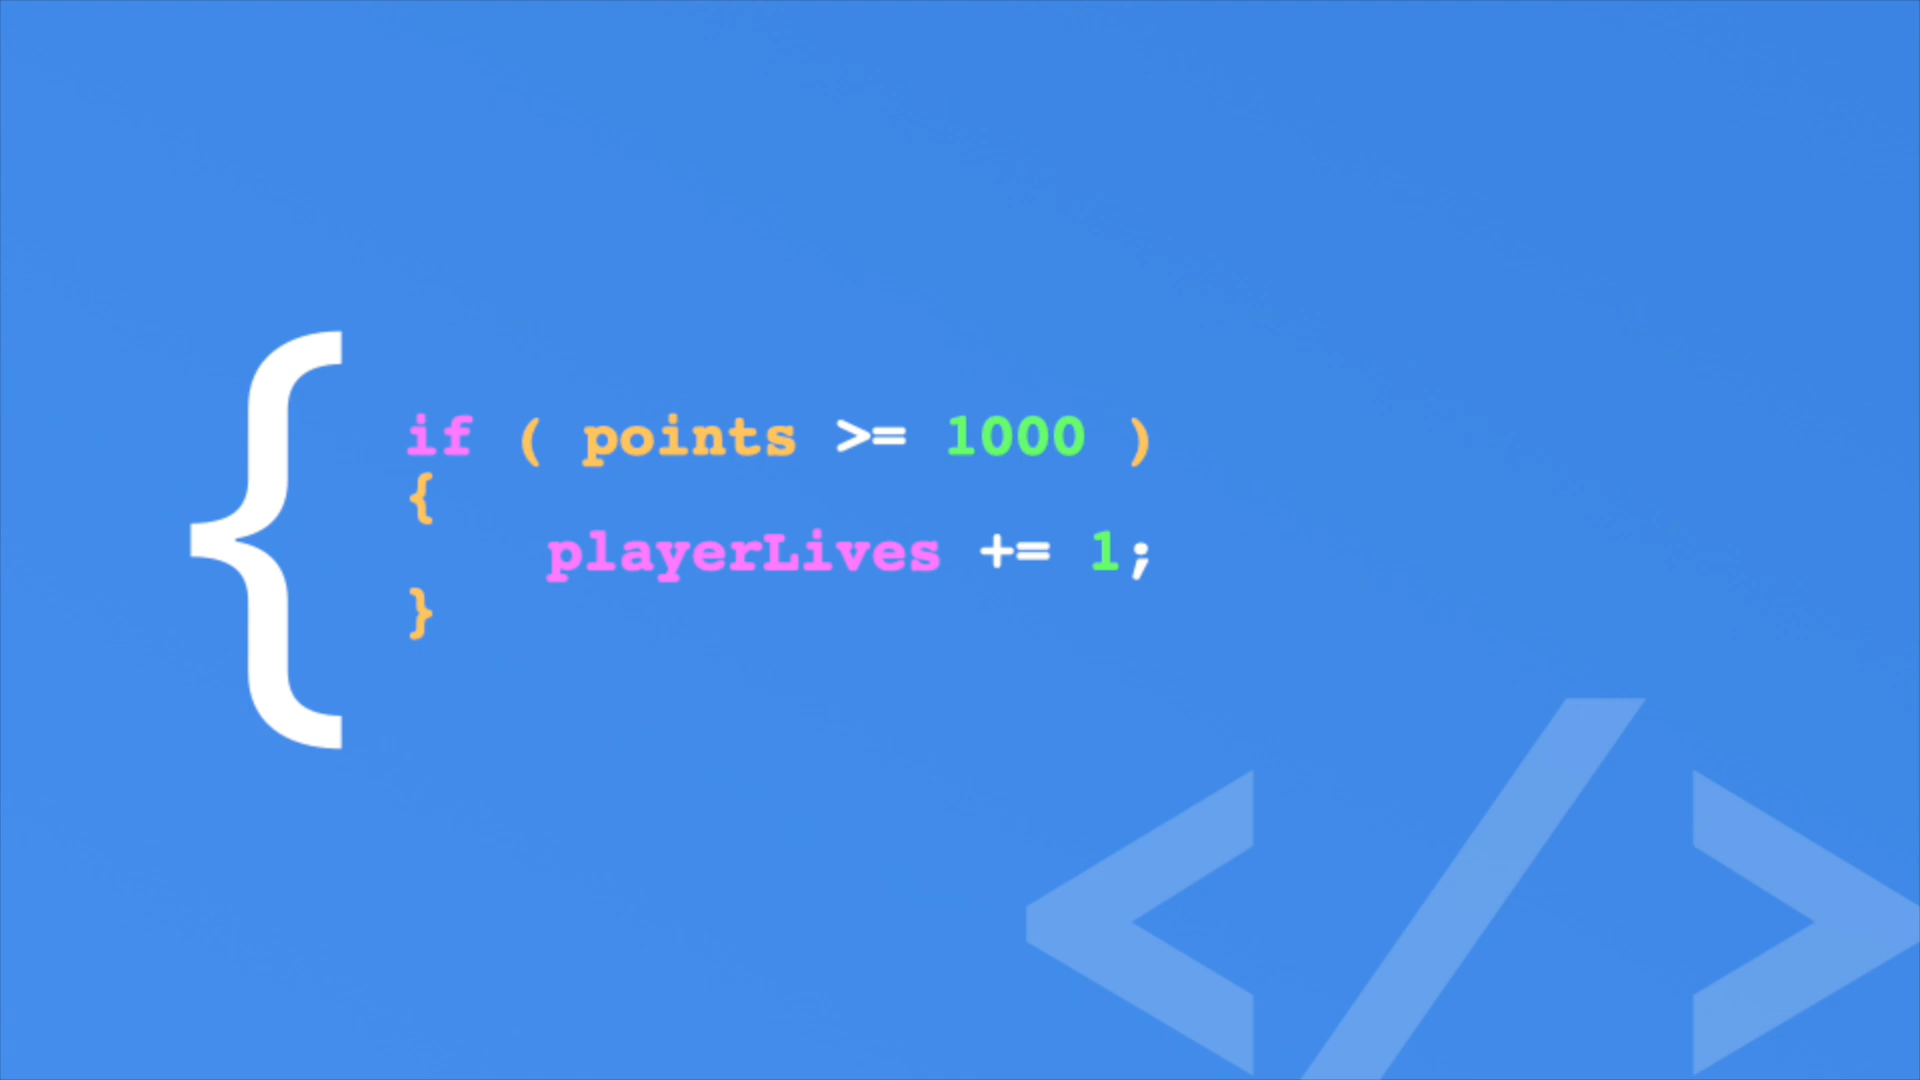 if ( points >= 1000 )
{
playerLives += 1;
}